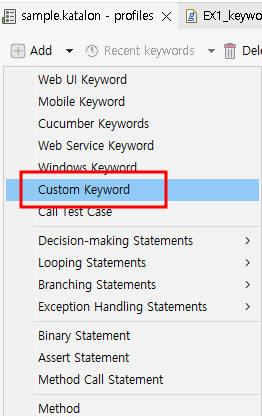 sample.katalon - profiles EX1_keywo
Add Recent keywords Dele
Web UI Keyword
Mobile Keyword
Cucumber Keywords
Web Service Keyword
Windows Keyword
Custom Keyword
Call Test Case
Decision-making Statements
Looping Statements
Branching Statements
Exception Handling Statements
Binary Statement
Assert Statement
Method Call Statement
Method